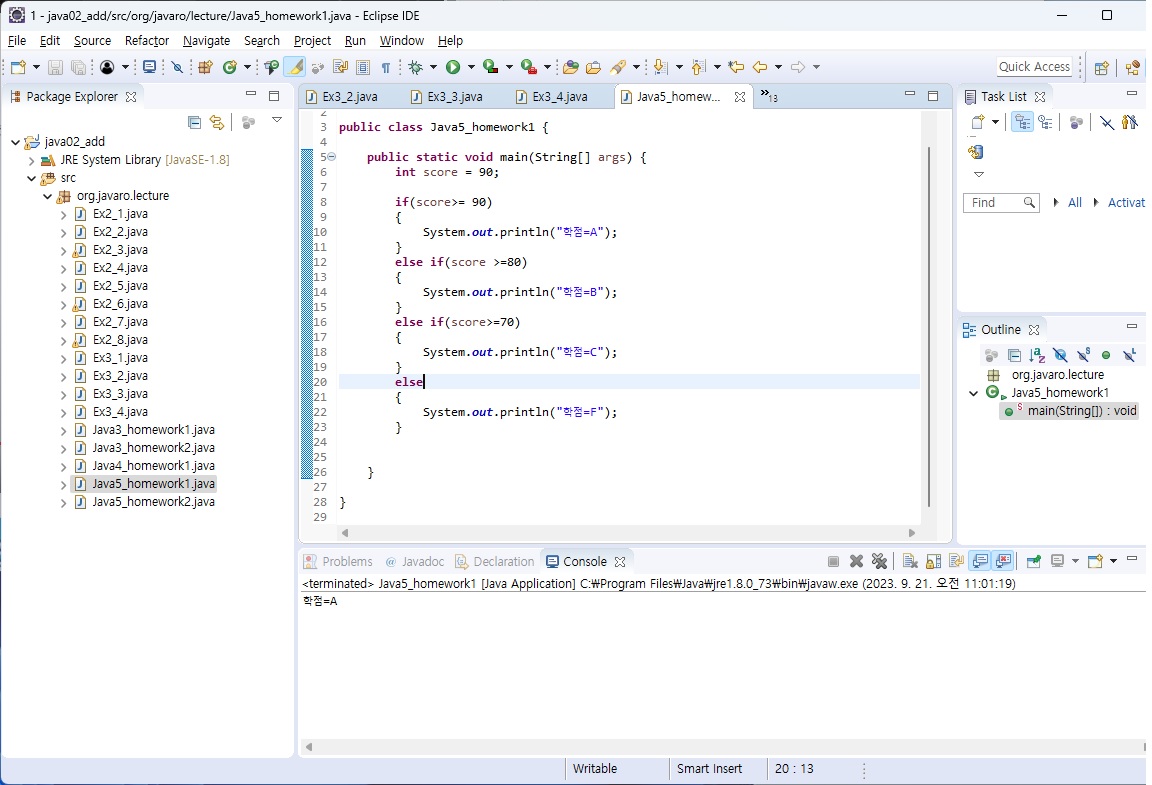 1 - java02_add/src/org/javaro/lecture/Java5_homework1.java - Eclipse IDE
File Edit Source Refactor Navigate Search Project Run Window Help
Quick Access
Package Explorer
java02_add
JRE System Library [JavaSE-1.8]
src
org.javaro.lecture
Ex2_1.java
Ex2_2.java
Ex2_3.java
Ex2_4.java
Ex2_5.java
Ex2_6.java
Ex2_7.java
Ex2_8.java
Ex3_1.java
Ex3_2.java
Ex3_3.java
Ex3_4.java
Java3_homework1.java
Java3_homework2.java
Java4_homework1.java
Java5_homework1.java
Java5_homework2.java
Ex3_2.java Ex3_3.java Ex3_4.java Java5_homew... »13
2
3 public class Java5_homework1 {
4
5 public static void main(String[] args) {
6 int score = 90;
7
8 if(score>= 90)
9 {
10 System.out.println("학점=A");
11 }
12 else if(score >=80)
13 {
14 System.out.println("학점=B");
15 }
16 else if(score>=70)
17 {
18 System.out.println("학점=C");
19 }
20 else
21 {
22 System.out.println("학점=F");
23 }
24
25
26 }
27
28 }
29
Task List
Find All Activat
Outline
org.javaro.lecture
Java5_homework1
main(String[]) : void
Problems @ Javadoc Declaration Console
<terminated> Java5_homework1 [Java Application] C:₩Program Files₩Java₩jre1.8.0_73₩bin₩javaw.exe (2023. 9. 21. 오전 11:01:19)
학점=A
Writable Smart Insert 20 : 13